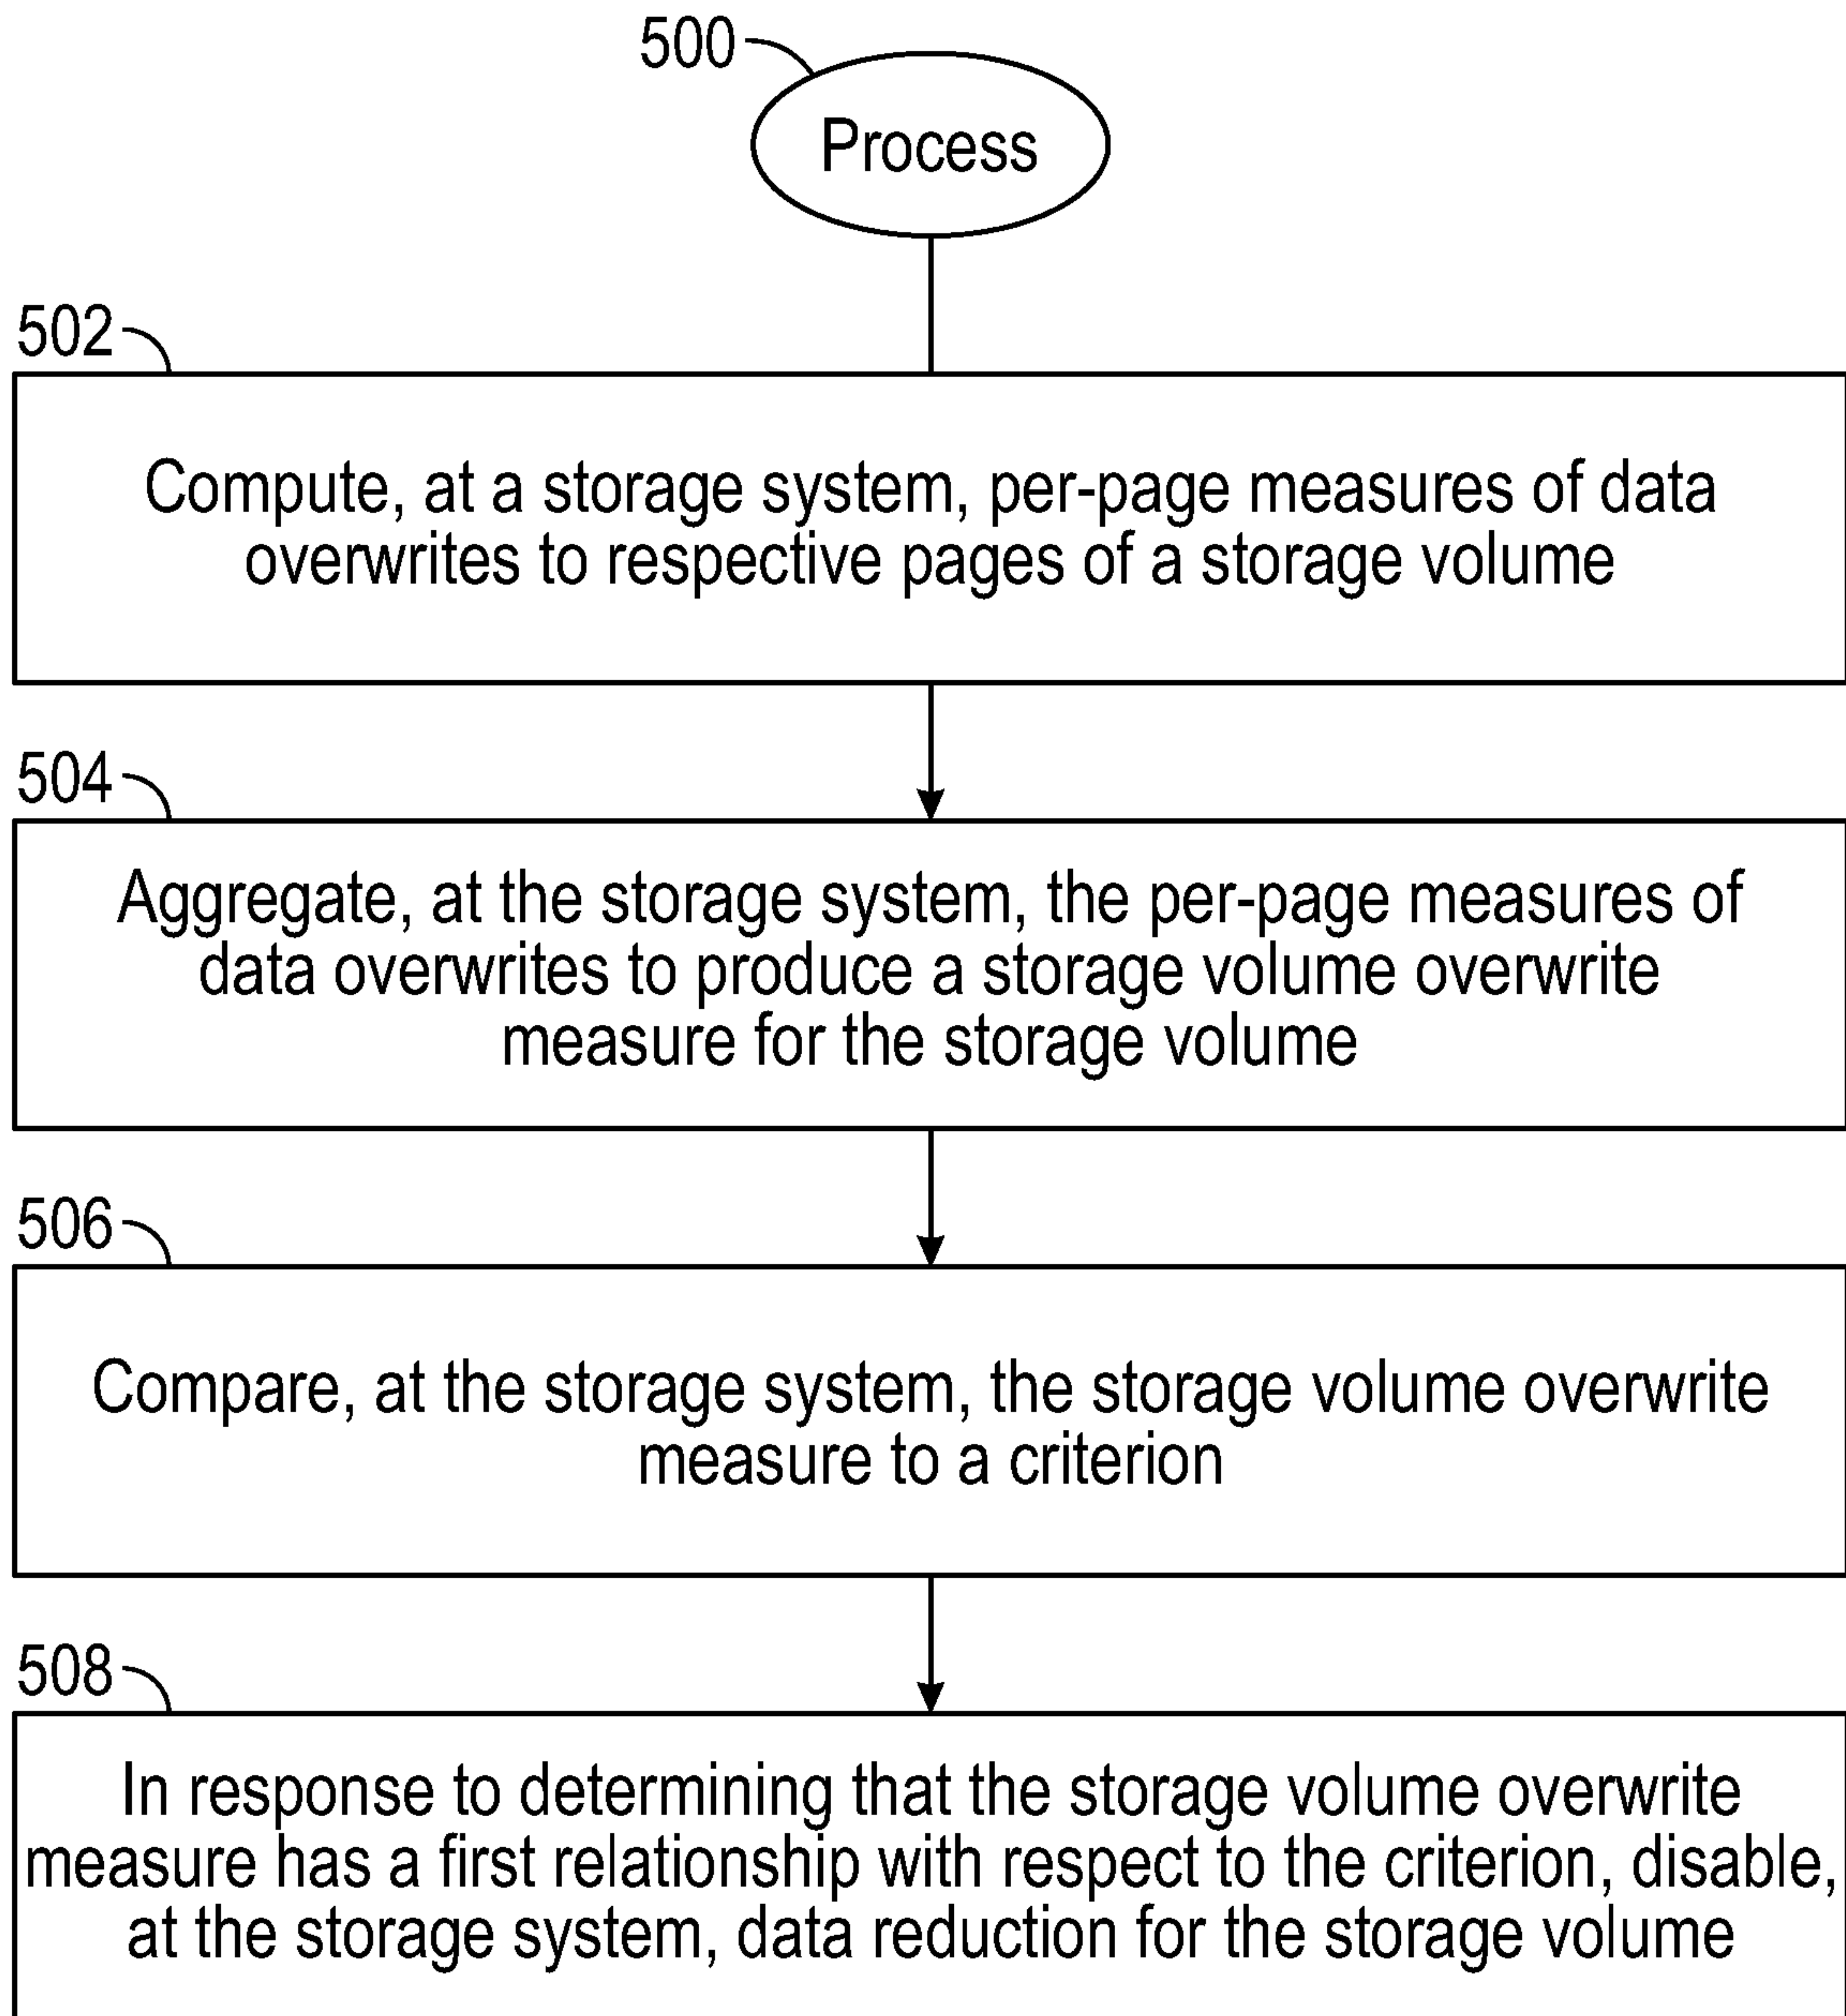 500
Process
502
Compute, at a storage system, per-page measures of data
overwrites to respective pages of a storage volume
504
Aggregate, at the storage system, the per-page measures of
data overwrites to produce a storage volume overwrite
measure for the storage volume
506
Compare, at the storage system, the storage volume overwrite
measure to a criterion
508
In response to determining that the storage volume overwrite
measure has a first relationship with respect to the criterion, disable,
at the storage system, data reduction for the storage volume